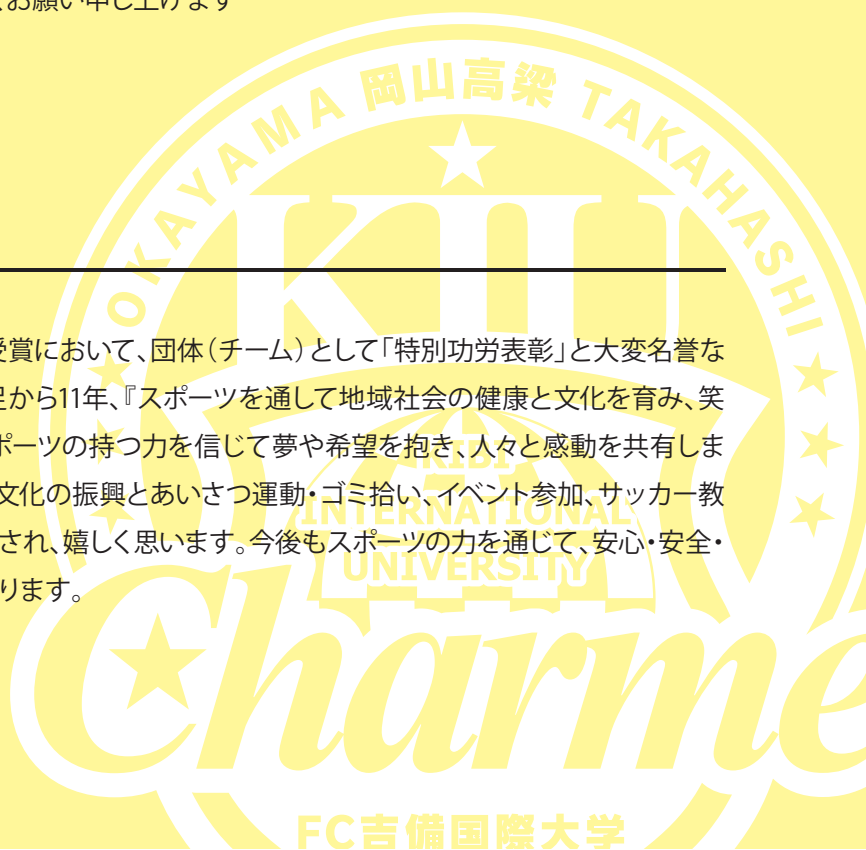 お願い申し上げます
OKAYAMA 岡山高梁 TAKAHASHI
KIU
受賞において、団体（チーム）として「特別功労表彰」と大変名誉な
足から11年、『スポーツを通して地域社会の健康と文化を育み、笑
ポーツの持つ力を信じて夢や希望を抱き、人々と感動を共有しま
文化の振興とあいさつ運動・ゴミ拾い、イベント参加、サッカー教
され、嬉しく思います。今後もスポーツの力を通じて、安心・安全・
ります。
KIBI
INTERNATIONAL
UNIVERSITY
Charme
FC吉備国際大学